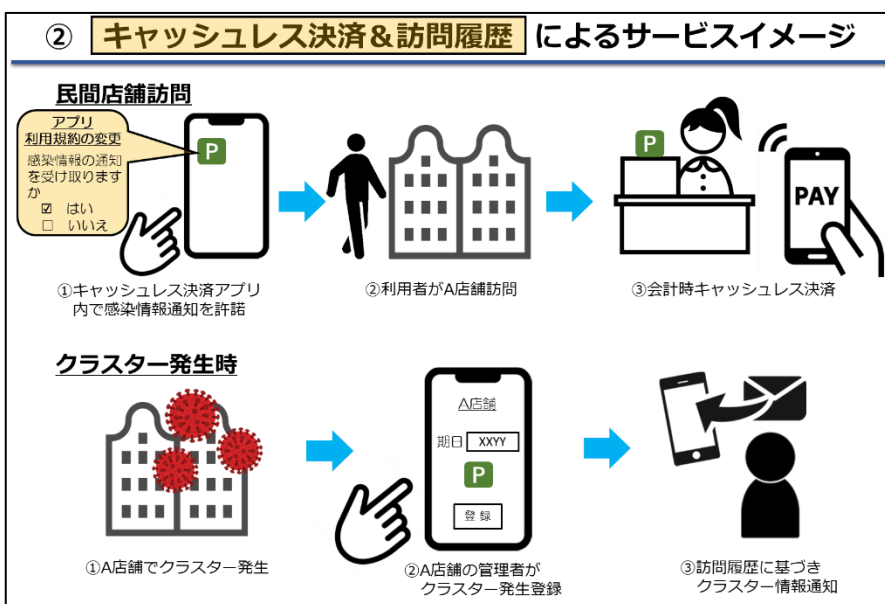 ② キャッシュレス決済＆訪問履歴 によるサービスイメージ
民間店舗訪問
アプリ
利用規約の変更
感染情報の通知
を受け取ります
か
☑ はい
□ いいえ
P
P
PAY
①キャッシュレス決済アプリ
内で感染情報通知を許諾
②利用者がA店舗訪問
③会計時キャッシュレス決済
クラスター発生時
A店舗
期日 XXYY
P
登録
①A店舗でクラスター発生
②A店舗の管理者が
クラスター発生登録
③訪問履歴に基づき
クラスター情報通知